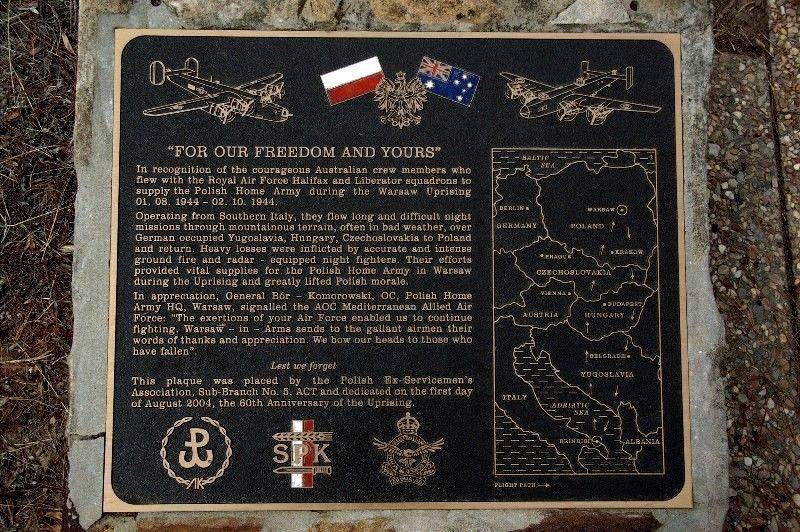 "FOR OUR FREEDOM AND YOURS"
In recognition of the courageous Australian crew members who
flew with the Royal Air Force Halifax and Liberator squadrons to
supply the Polish Home Army during the Warsaw Uprising
01. 08. 1944 - 02. 10. 1944.
Operating from Southern Italy, they flew long and difficult night
missions through mountainous terrain, often in bad weather, over
German occupied Yugoslavia, Hungary, Czechoslovakia to Poland
and return. Heavy losses were inflicted by accurate and intense
ground fire and radar - equipped night fighters. Their efforts
provided vital supplies for the Polish Home Army in Warsaw
during the Uprising and greatly lifted Polish morale.
In appreciation, General Bór - Komorowski, OC, Polish Home
Army HQ, Warsaw, signalled the AOC Mediterranean Allied Air
Force: "The exertions of your Air Force enabled us to continue
fighting. Warsaw - in - Arms sends to the gallant airmen their
words of thanks and appreciation. We bow our heads to those who
have fallen".
Lest we forget
This plaque was placed by the Polish Ex-Servicemen's
Association, Sub-Branch No. 5, ACT and dedicated on the first day
of August 2004, the 60th Anniversary of the Uprising.
P
AK
SPK
BALTIC
SEA
BERLIN
WARSAW
GERMANY
POLAND
PRAGUE
KRAKOW
CZECHOSLOVAKIA
VIENNA
BUDAPEST
AUSTRIA
HUNGARY
BELGRADE
YUGOSLAVIA
ITALY
ADRIATIC
SEA
BRINDISI
ALBANIA
FLIGHT PATH